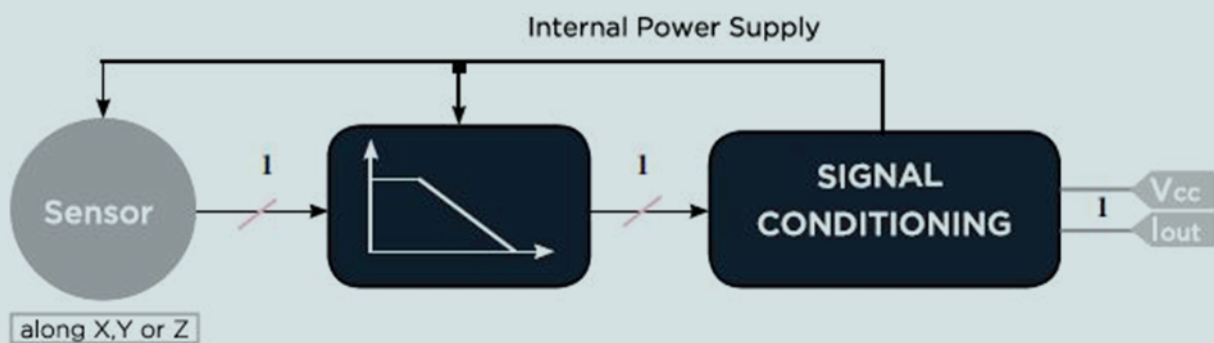 Internal Power Supply
1
1
Sensor
SIGNAL
CONDITIONING
Vcc
1
Iout
along X,Y or Z